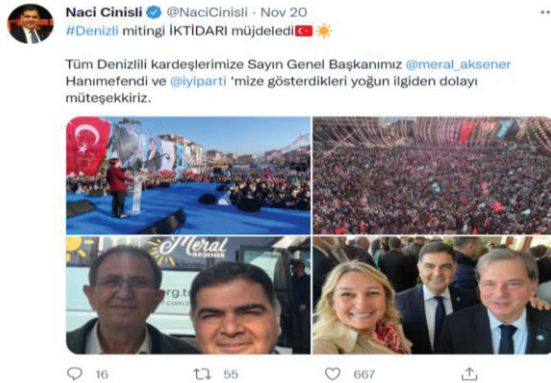 Naci Cinisli @NaciCinisli · Nov 20
#Denizli mitingi İKTİDARI müjdeledi🇹🇷☀️
Tüm Denizlili kardeşlerimize Sayın Genel Başkanımız @meral_aksener
Hanımefendi ve @iyiparti ‘mize gösterdikleri yoğun ilgiden dolayı
müteşekkiriz.
Meral
AKŞENER
16 55 667